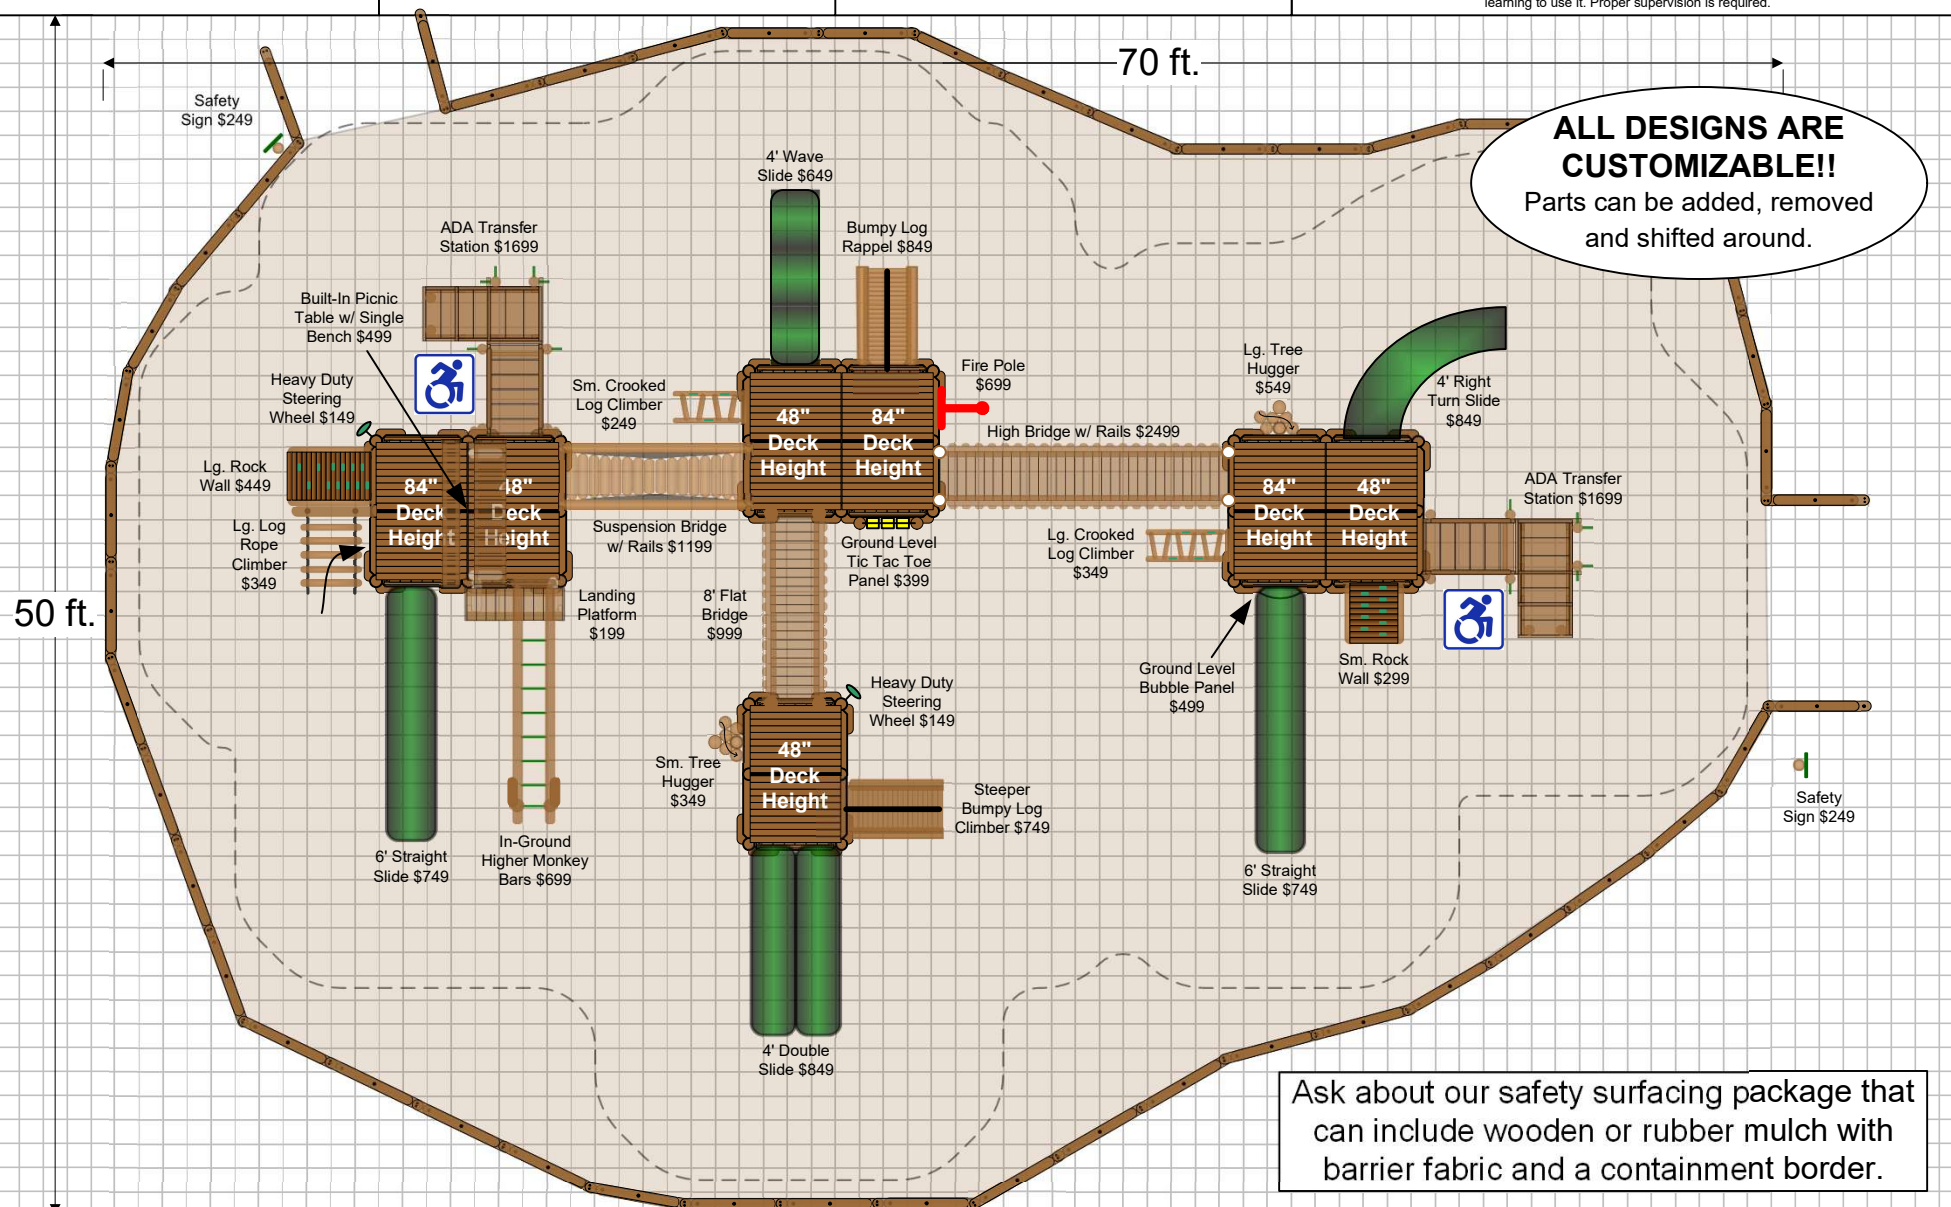 learning to use it. Proper supervision is required.
70 ft.
Safety
Sign $249
ALL DESIGNS ARE
CUSTOMIZABLE!!
Parts can be added, removed
and shifted around.
4' Wave
Slide $649
ADA Transfer
Station $1699
Bumpy Log
Rappel $849
Built-In Picnic
Table w/ Single
Bench $499
Heavy Duty
Steering
Wheel $149
Sm. Crooked
Log Climber
$249
Fire Pole
$699
Lg. Tree
Hugger
$549
4' Right
Turn Slide
$849
48"
Deck
Height
84"
Deck
Height
High Bridge w/ Rails $2499
Lg. Rock
Wall $449
84"
Deck
Height
48"
Deck
Height
84"
Deck
Height
48"
Deck
Height
ADA Transfer
Station $1699
Lg. Log
Rope
Climber
$349
Suspension Bridge
w/ Rails $1199
Ground Level
Tic Tac Toe
Panel $399
Lg. Crooked
Log Climber
$349
50 ft.
Landing
Platform
$199
8' Flat
Bridge
$999
Ground Level
Bubble Panel
$499
Sm. Rock
Wall $299
Heavy Duty
Steering
Wheel $149
Sm. Tree
Hugger
$349
48"
Deck
Height
Steeper
Bumpy Log
Climber $749
Safety
Sign $249
6' Straight
Slide $749
In-Ground
Higher Monkey
Bars $699
6' Straight
Slide $749
4' Double
Slide $849
Ask about our safety surfacing package that
can include wooden or rubber mulch with
barrier fabric and a containment border.